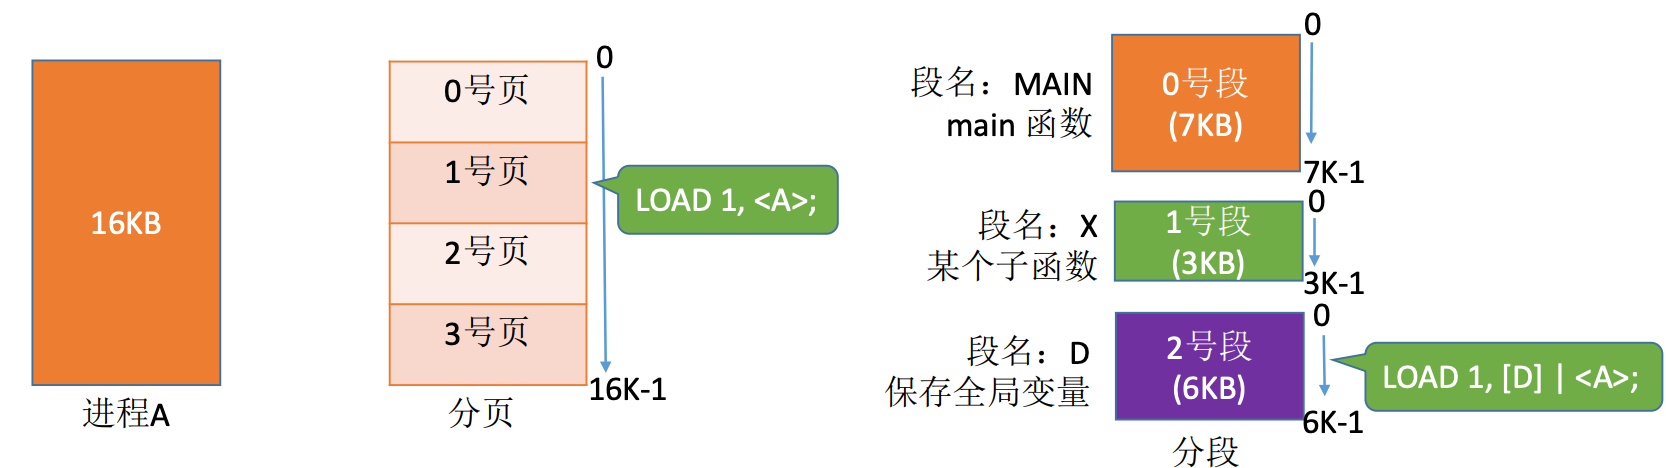 16KB
进程A
0号页
1号页
2号页
3号页
0
16K-1
LOAD 1, <A>;
分页
段名：MAIN
main 函数
0号段
(7KB)
0
7K-1
段名：X
某个子函数
1号段
(3KB)
0
3K-1
段名：D
保存全局变量
2号段
(6KB)
0
6K-1
LOAD 1, [D] | <A>;
分段